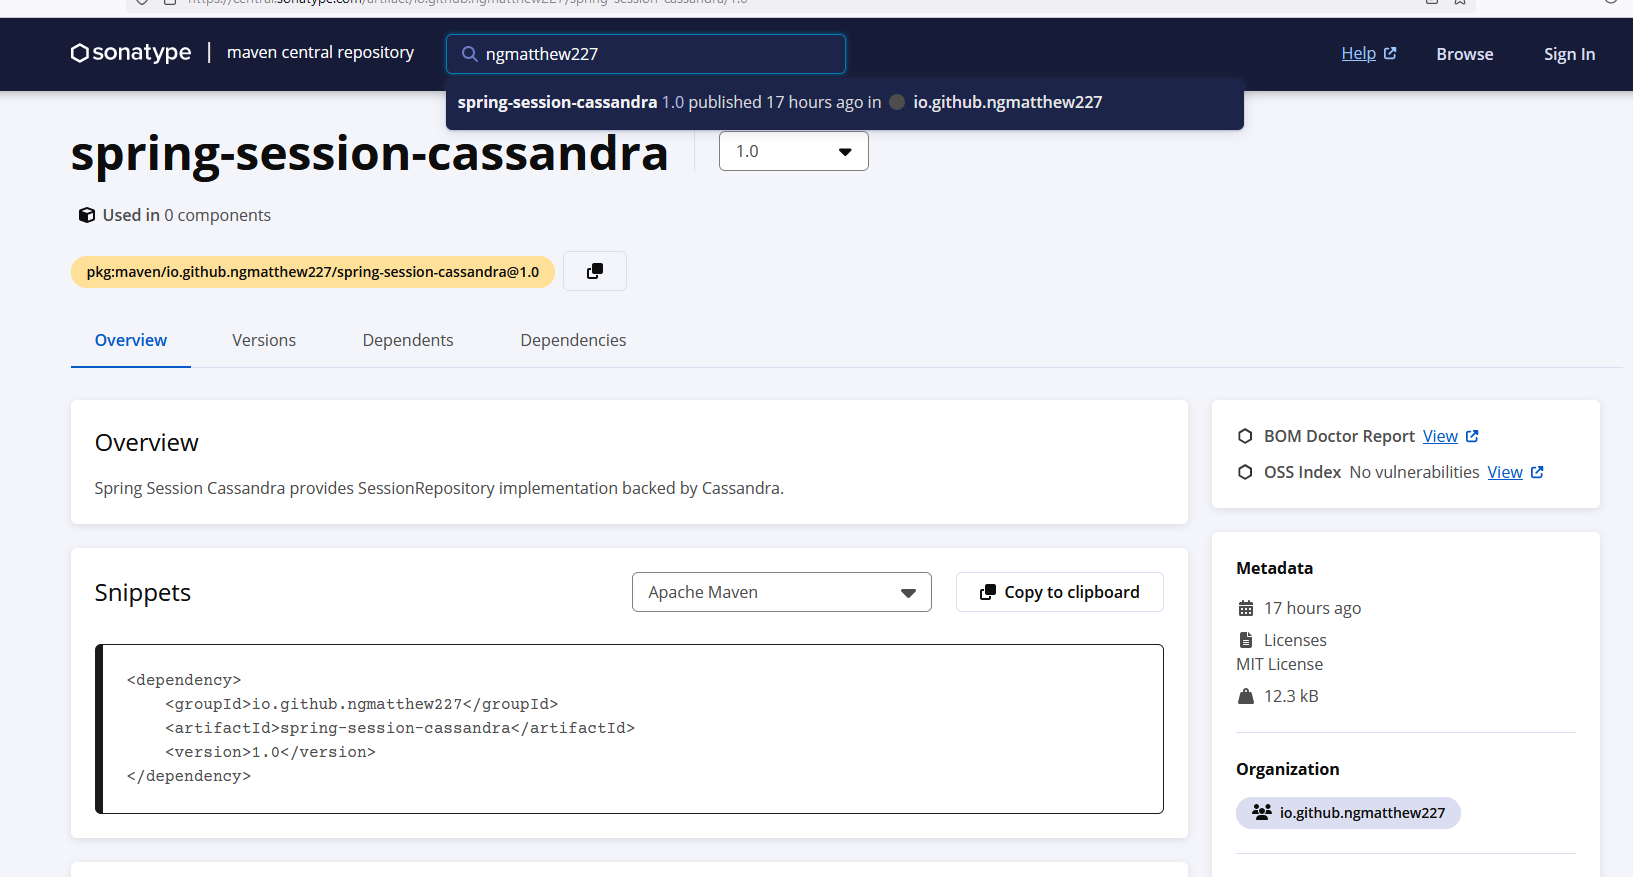 sonatype | maven central repository
ngmatthew227
Help
Browse
Sign In
spring-session-cassandra 1.0 published 17 hours ago in io.github.ngmatthew227
spring-session-cassandra
1.0
Used in 0 components
pkg:maven/io.github.ngmatthew227/spring-session-cassandra@1.0
Overview
Versions
Dependents
Dependencies
Overview
Spring Session Cassandra provides SessionRepository implementation backed by Cassandra.
Snippets
Apache Maven
Copy to clipboard
<dependency>
    <groupId>io.github.ngmatthew227</groupId>
    <artifactId>spring-session-cassandra</artifactId>
    <version>1.0</version>
</dependency>
BOM Doctor Report View
OSS Index No vulnerabilities View
Metadata
17 hours ago
Licenses
MIT License
12.3 kB
Organization
io.github.ngmatthew227